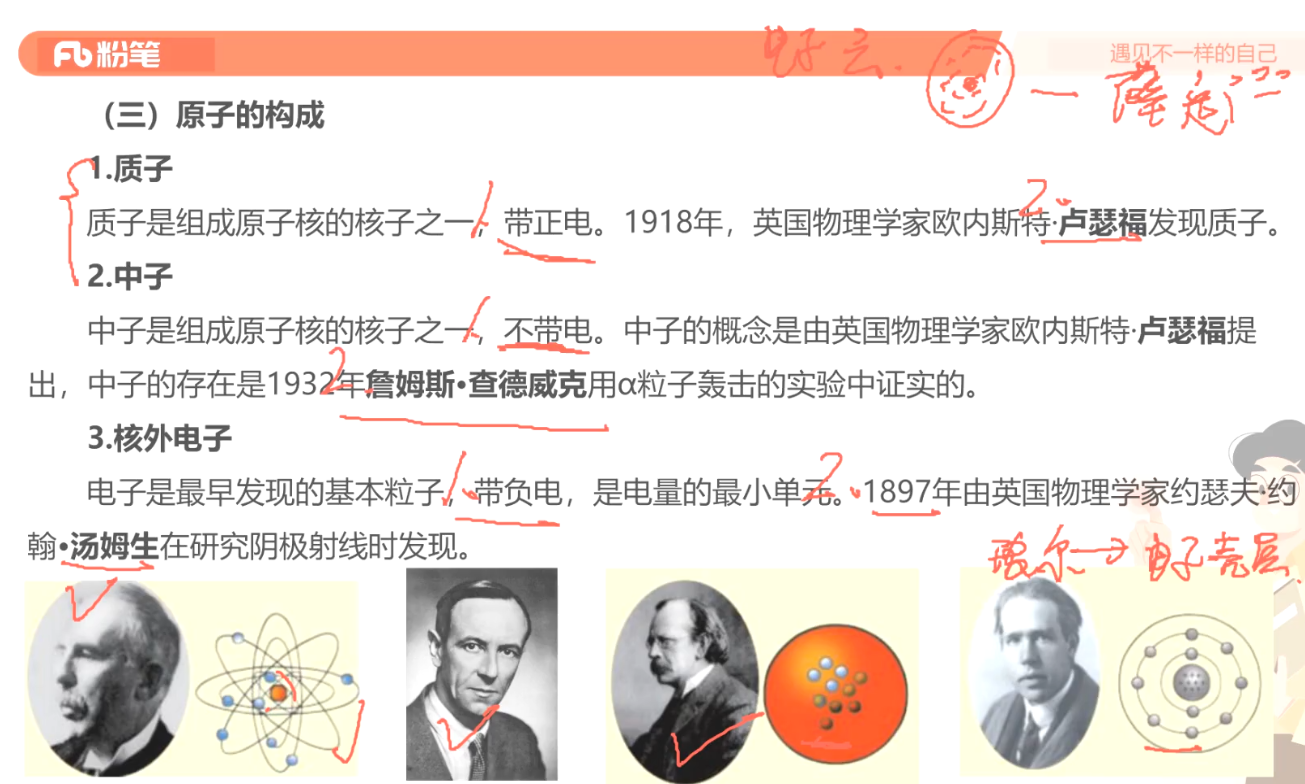 粉笔
电子云.
遇见不一样的自己
（三）原子的构成
1.质子
质子是组成原子核的核子之一，带正电。1918年，英国物理学家欧内斯特·卢瑟福发现质子。
2.
2.中子
中子是组成原子核的核子之一，不带电。中子的概念是由英国物理学家欧内斯特·卢瑟福提
出，中子的存在是1932年詹姆斯•查德威克用α粒子轰击的实验中证实的。
2.
3.核外电子
电子是最早发现的基本粒子，带负电，是电量的最小单元。1897年由英国物理学家约瑟夫·约
1.
2.
翰•汤姆生在研究阴极射线时发现。
玻尔→电子壳层